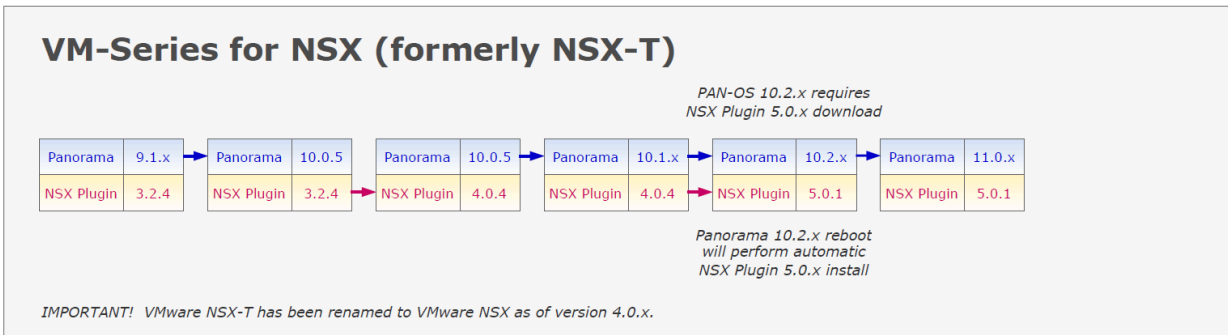 VM-Series for NSX (formerly NSX-T)
PAN-OS 10.2.x requires
NSX Plugin 5.0.x download
Panorama 9.1.x Panorama 10.0.5 Panorama 10.0.5 Panorama 10.1.x Panorama 10.2.x Panorama 11.0.x
NSX Plugin 3.2.4 NSX Plugin 3.2.4 NSX Plugin 4.0.4 NSX Plugin 4.0.4 NSX Plugin 5.0.1 NSX Plugin 5.0.1
Panorama 10.2.x reboot
will perform automatic
NSX Plugin 5.0.x install
IMPORTANT! VMware NSX-T has been renamed to VMware NSX as of version 4.0.x.